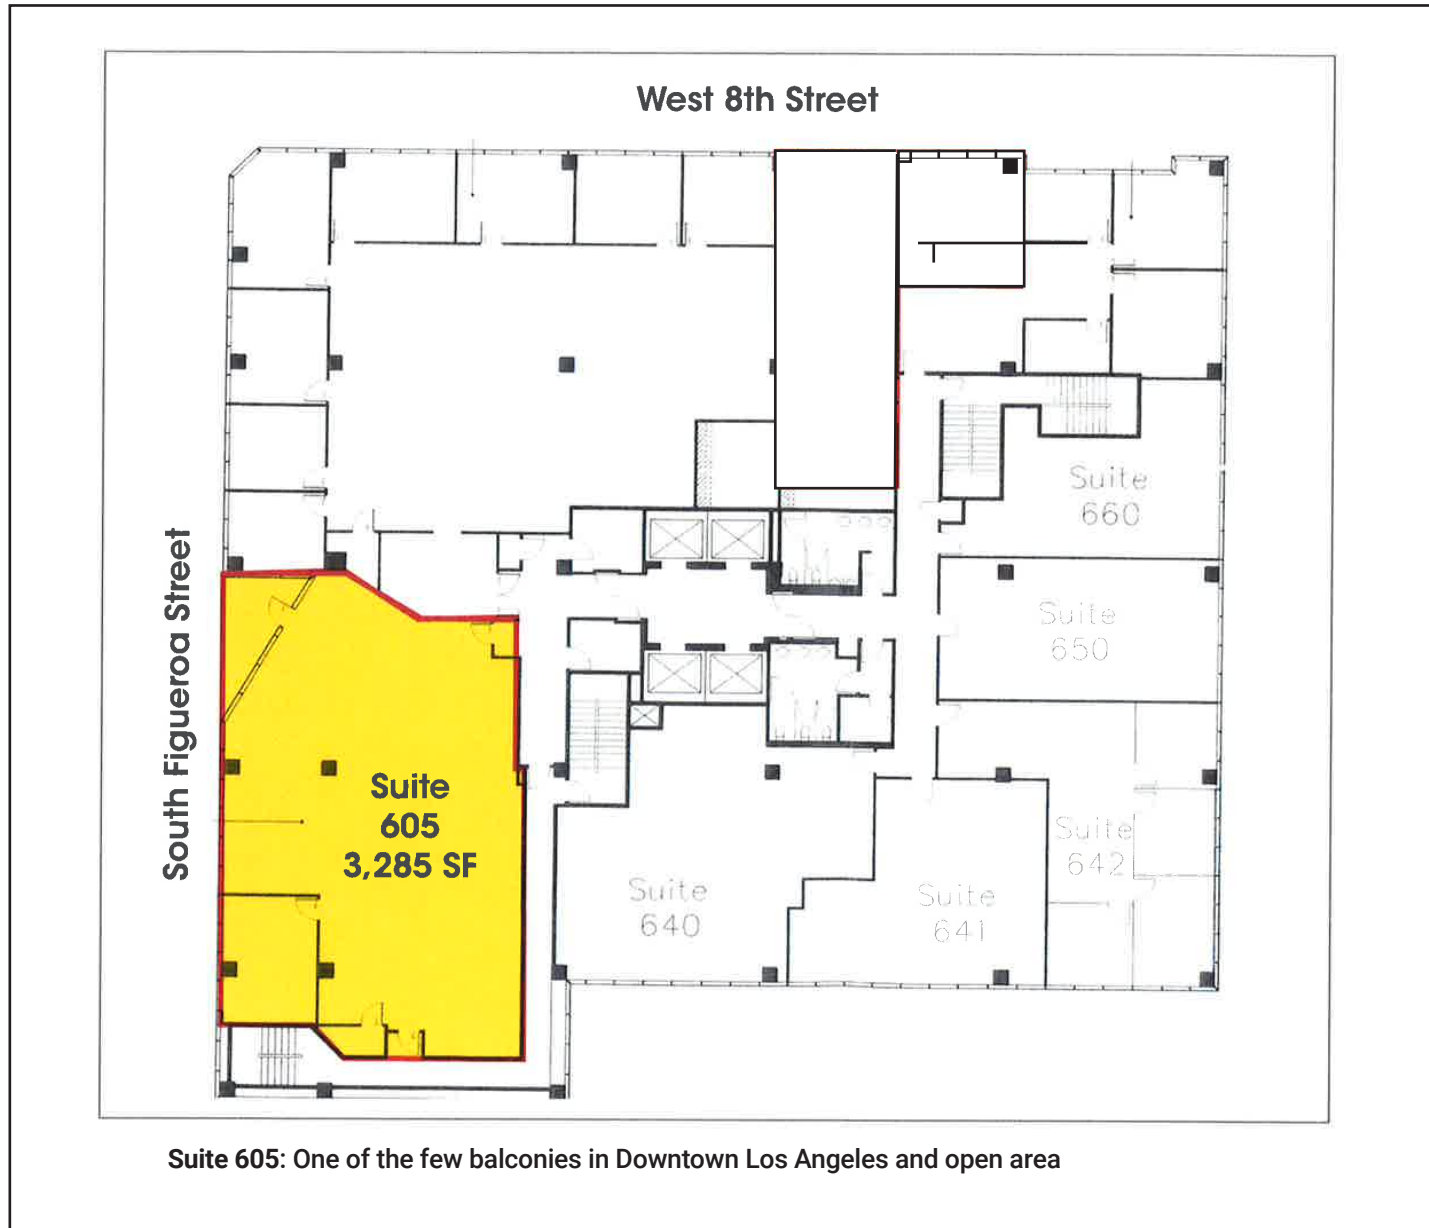 West 8th Street
South Figueroa Street
Suite
660
Suite
650
Suite
605
3,285 SF
Suite
642
Suite
640
Suite
641
Suite 605: One of the few balconies in Downtown Los Angeles and open area